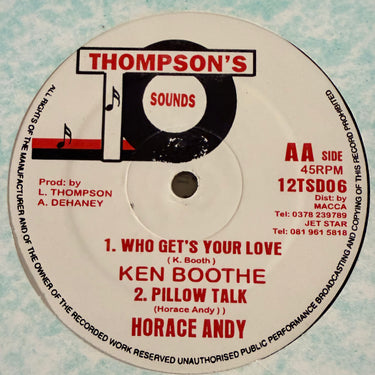 THOMPSON'S
SOUNDS
AA SIDE
45RPM
12TSD06
Dist: by
MACCA
Tel: 0378 239789
JET STAR
Tel: 081 961 5818
Prod: by
L. THOMPSON
A. DEHANEY
1. WHO GET'S YOUR LOVE
( K. Booth )
KEN BOOTHE
2. PILLOW TALK
(Horace Andy) )
HORACE ANDY
ALL RIGHTS OF THE MANUFACTURER AND OF THE OWNER OF THE RECORDED WORK RESERVED UNAUTHORISED PUBLIC PERFORMANCE BROADCASTING AND COPYING OF THIS RECORD PROHIBITED